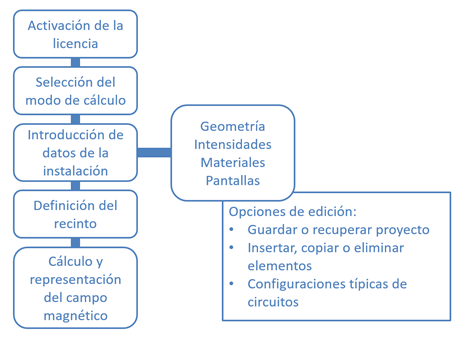 Activación de la
licencia
Selección del
modo de cálculo
Introducción de
datos de la
instalación
Geometría
Intensidades
Materiales
Pantallas
Definición del
recinto
Opciones de edición:
• Guardar o recuperar proyecto
• Insertar, copiar o eliminar
elementos
• Configuraciones típicas de
circuitos
Cálculo y
representación
del campo
magnético